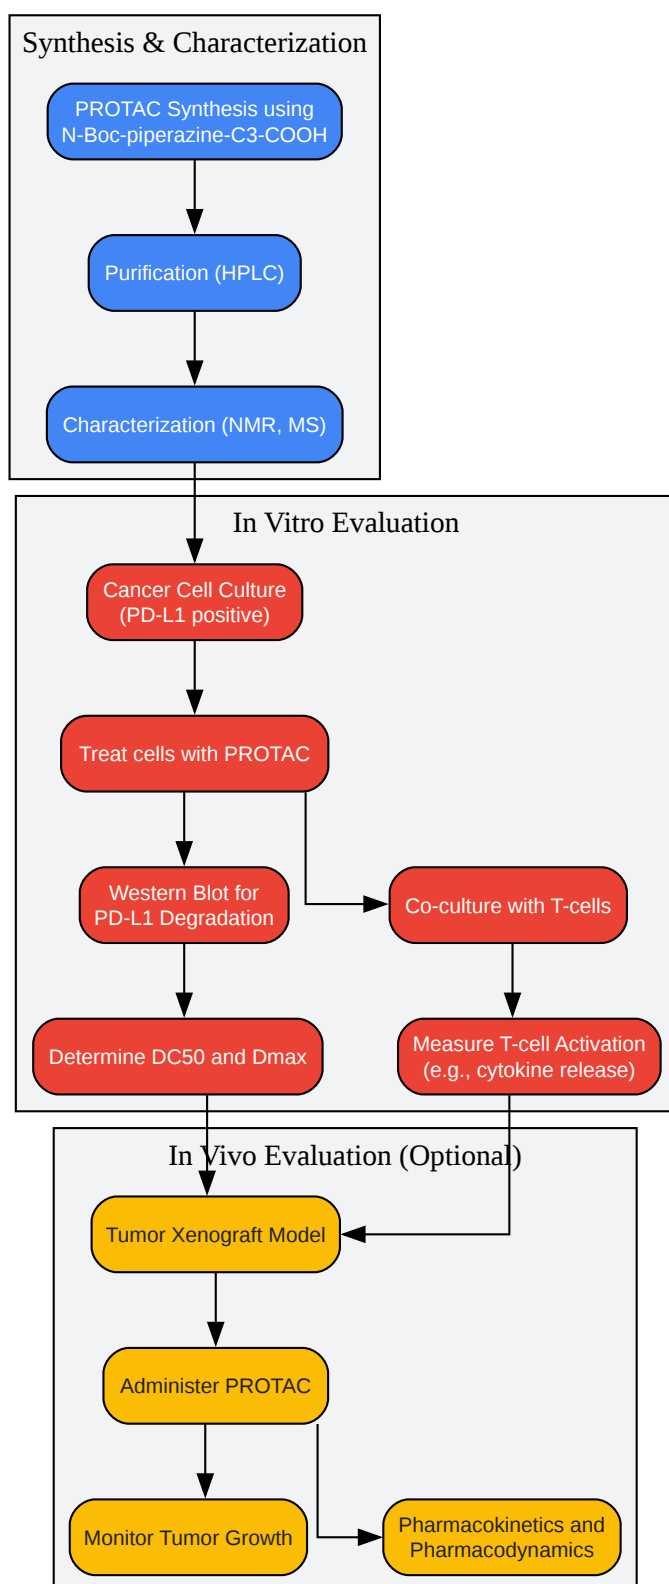 Synthesis & Characterization
PROTAC Synthesis using
N-Boc-piperazine-C3-COOH
Purification (HPLC)
Characterization (NMR, MS)
In Vitro Evaluation
Cancer Cell Culture
(PD-L1 positive)
Treat cells with PROTAC
Western Blot for
PD-L1 Degradation
Co-culture with T-cells
Determine DC50 and Dmax
Measure T-cell Activation
(e.g., cytokine release)
In Vivo Evaluation (Optional)
Tumor Xenograft Model
Administer PROTAC
Monitor Tumor Growth
Pharmacokinetics and
Pharmacodynamics